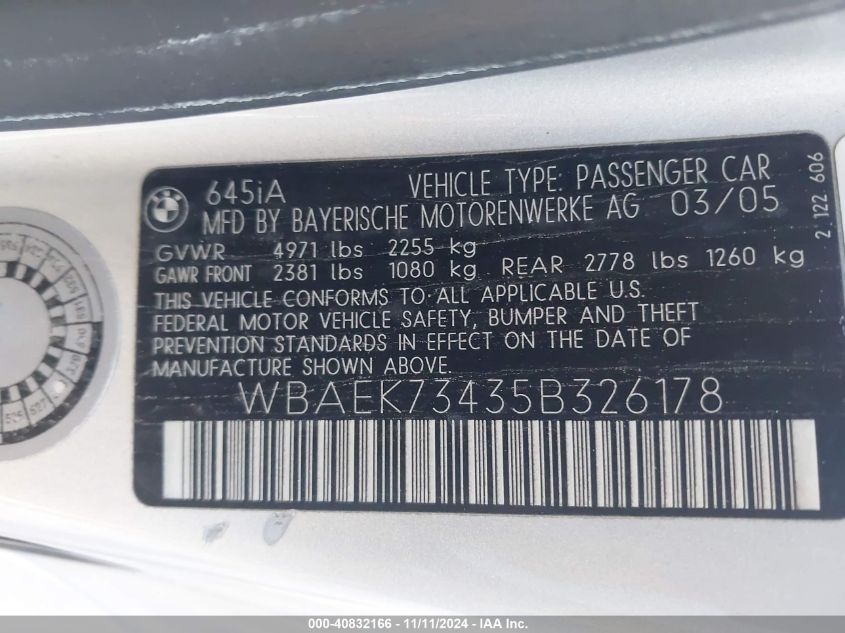 645iA VEHICLE TYPE: PASSENGER CAR
MFD BY BAYERISCHE MOTORENWERKE AG 03/05
GVWR 4971 lbs 2255 kg
GAWR FRONT 2381 lbs 1080 kg REAR 2778 lbs 1260 kg
THIS VEHICLE CONFORMS TO ALL APPLICABLE U.S.
FEDERAL MOTOR VEHICLE SAFETY, BUMPER AND THEFT
PREVENTION STANDARDS IN EFFECT ON THE DATE OF
MANUFACTURE SHOWN ABOVE.
WBAEK73435B326178
2 122 606
000-40832166 - 11/11/2024 - IAAI.com